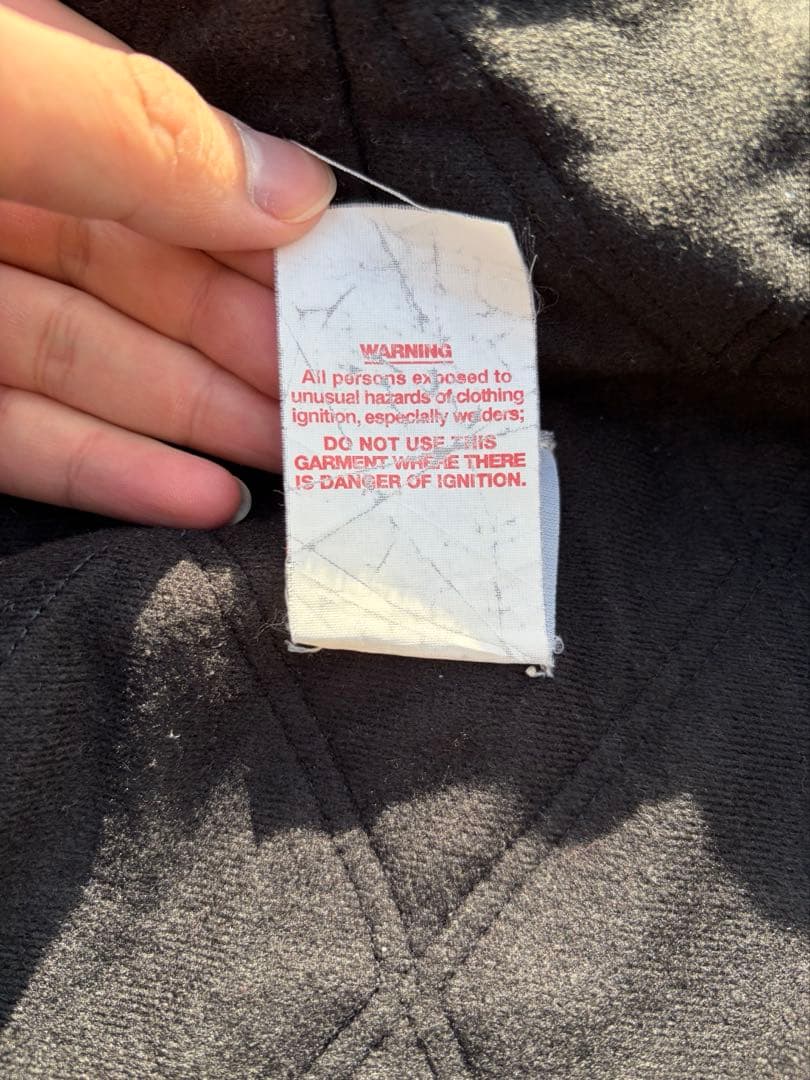 WARNING
All persons exposed to
unusual hazards of clothing
ignition, especially welders;
DO NOT USE THIS
GARMENT WHERE THERE
IS DANGER OF IGNITION.